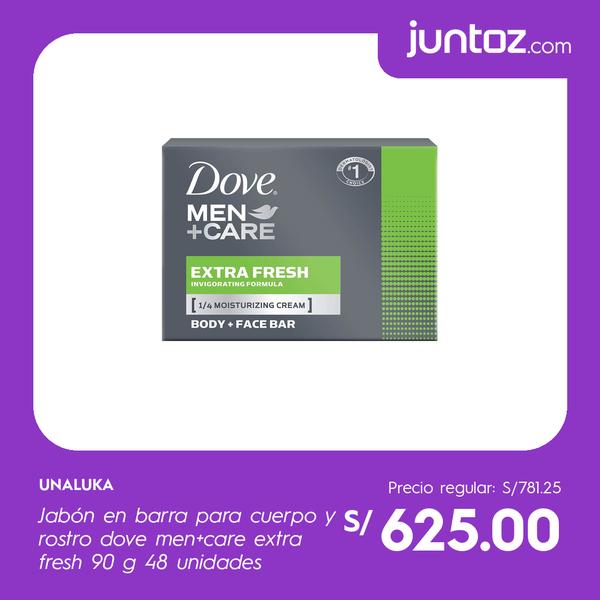 juntoz.com
Dove
MEN
+CARE
DERMATOLOGIST
#1
CHOICE
EXTRA FRESH
INVIGORATING FORMULA
[ 1/4 MOISTURIZING CREAM ]
BODY + FACE BAR
UNALUKA
Jabón en barra para cuerpo y
rostro dove men+care extra
fresh 90 g 48 unidades
Precio regular: S/781.25
S/ 625.00